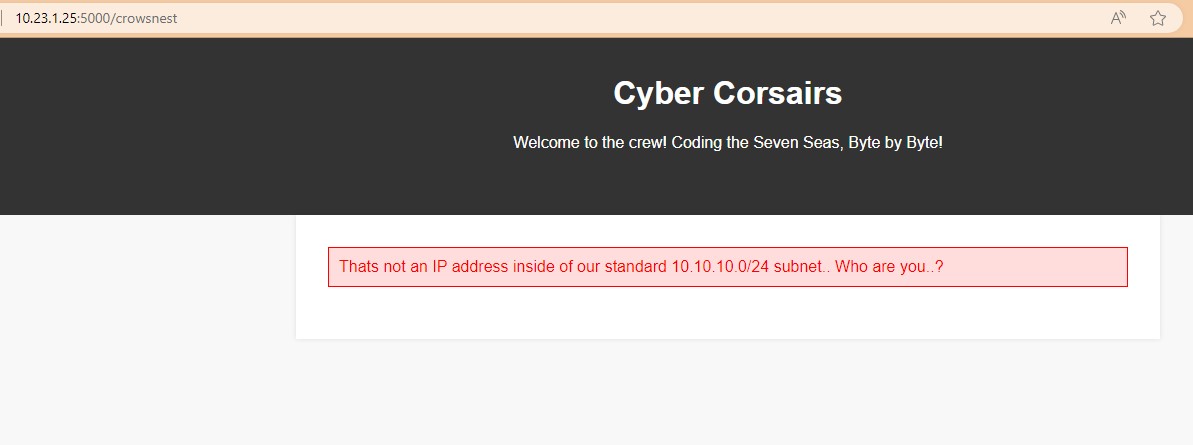 10.23.1.25:5000/crowsnest
Cyber Corsairs
Welcome to the crew! Coding the Seven Seas, Byte by Byte!
Thats not an IP address inside of our standard 10.10.10.0/24 subnet.. Who are you..?